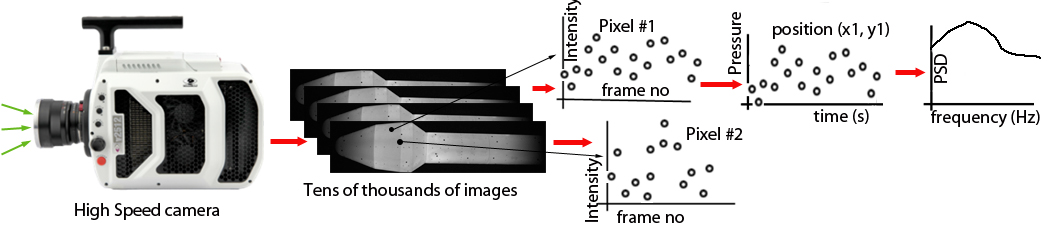 High Speed camera
Tens of thousands of images
Intensity
Pixel #1
frame no
Intensity
Pixel #2
frame no
Pressure
position (x1, y1)
time (s)
PSD
frequency (Hz)